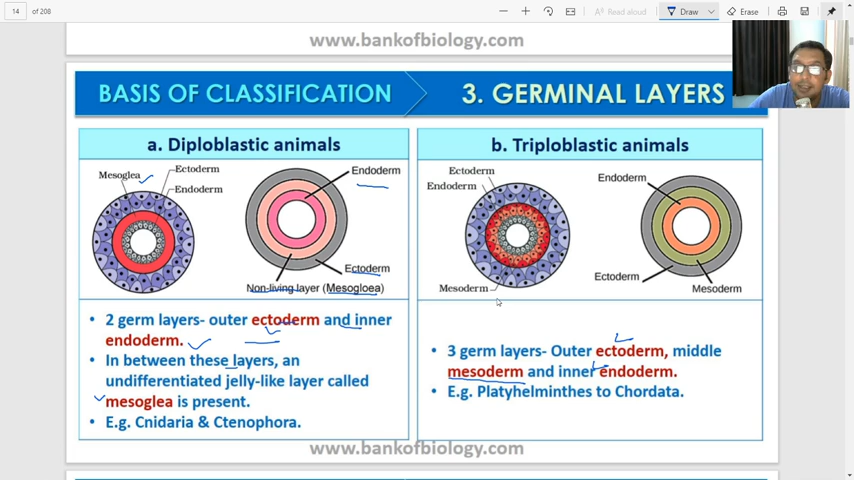 14 of 208
Read aloud
Draw
Erase
www.bankofbiology.com
BASIS OF CLASSIFICATION
3. GERMINAL LAYERS
a. Diploblastic animals
Mesoglea
Ectoderm
Endoderm
Endoderm
Ectoderm
Non-living layer (Mesogloea)
• 2 germ layers- outer ectoderm and inner
endoderm.
• In between these layers, an
undifferentiated jelly-like layer called
mesoglea is present.
• E.g. Cnidaria & Ctenophora.
b. Triploblastic animals
Ectoderm
Endoderm
Mesoderm
Endoderm
Ectoderm
Mesoderm
• 3 germ layers- Outer ectoderm, middle
mesoderm and inner endoderm.
• E.g. Platyhelminthes to Chordata.
www.bankofbiology.com